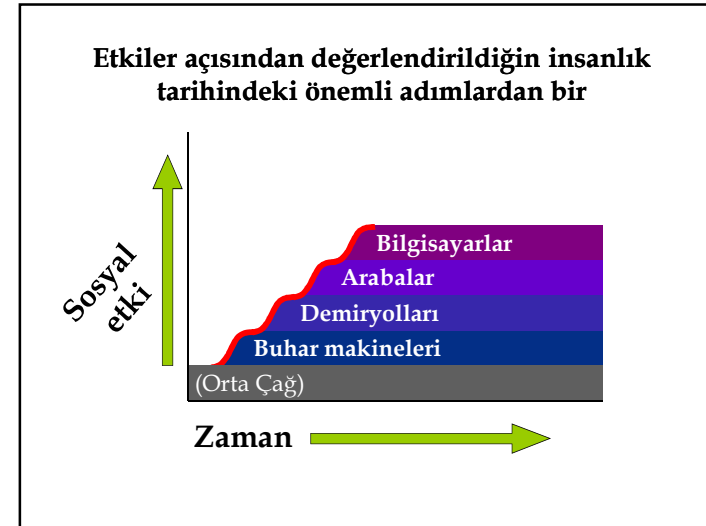 Etkiler açısından değerlendirildiğin insanlık
tarihindeki önemli adımlardan bir
Sosyal
etki
Bilgisayarlar
Arabalar
Demiryolları
Buhar makineleri
(Orta Çağ)
Zaman